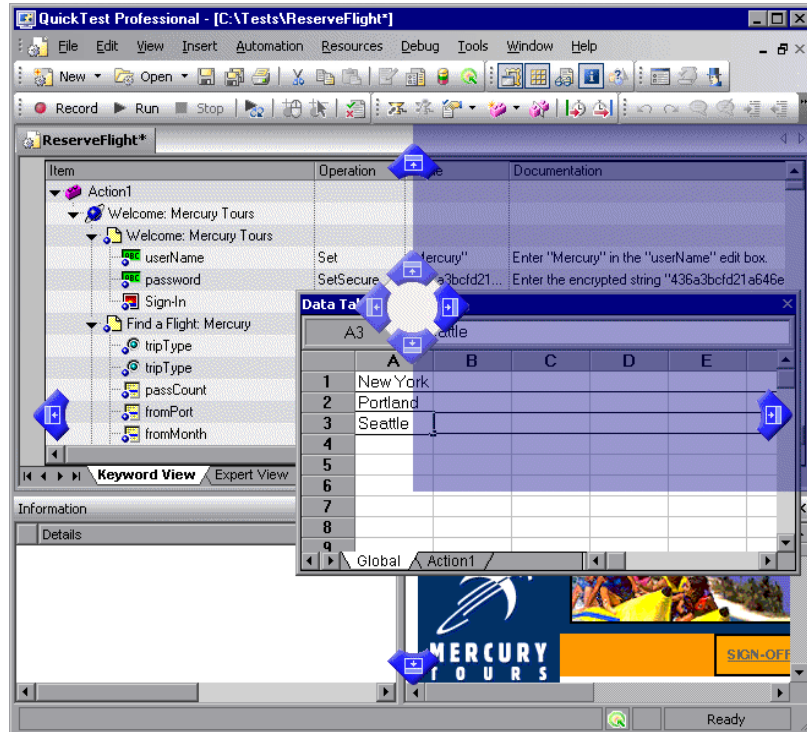 QuickTest Professional - [C:\Tests\ReserveFlight*]
File Edit View Insert Automation Resources Debug Tools Window Help
New Open
Record Run Stop
ReserveFlight*
Item Operation Documentation
Action1
Welcome: Mercury Tours
Welcome: Mercury Tours
userName Set Mercury" Enter "Mercury" in the "userName" edit box.
password SetSecure a3bcfd21... Enter the encrypted string "436a3bcfd21a646e
Sign-In
Data Ta
Find a Flight: Mercury
A3 attle
tripType
A B C D E
tripType
1 New York
passCount
2 Portland
fromPort
3 Seattle
fromMonth
4
5
Keyword View Expert View
6
Information
7
Details
8
9
Global Action1
MERCURY
TOURS
SIGN-OFF
Ready